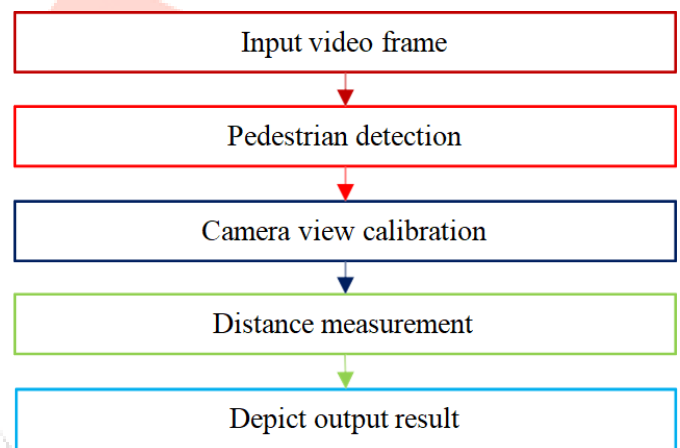 Input video frame
Pedestrian detection
Camera view calibration
Distance measurement
Depict output result